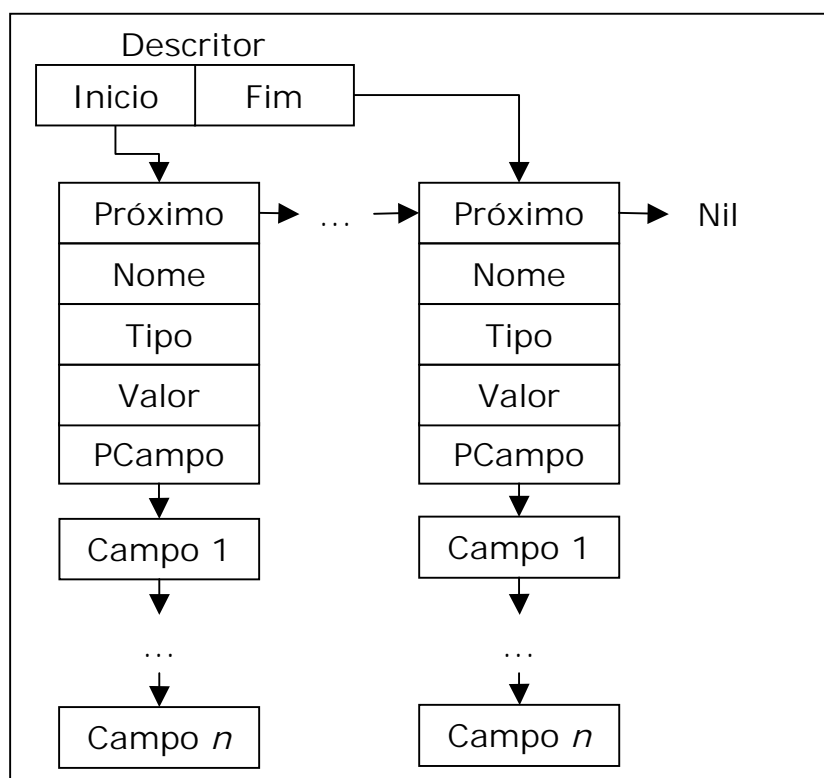 Descritor
Inicio Fim
Próximo ... Próximo Nil
Nome Nome
Tipo Tipo
Valor Valor
PCampo PCampo
Campo 1 Campo 1
... ...
Campo n Campo n